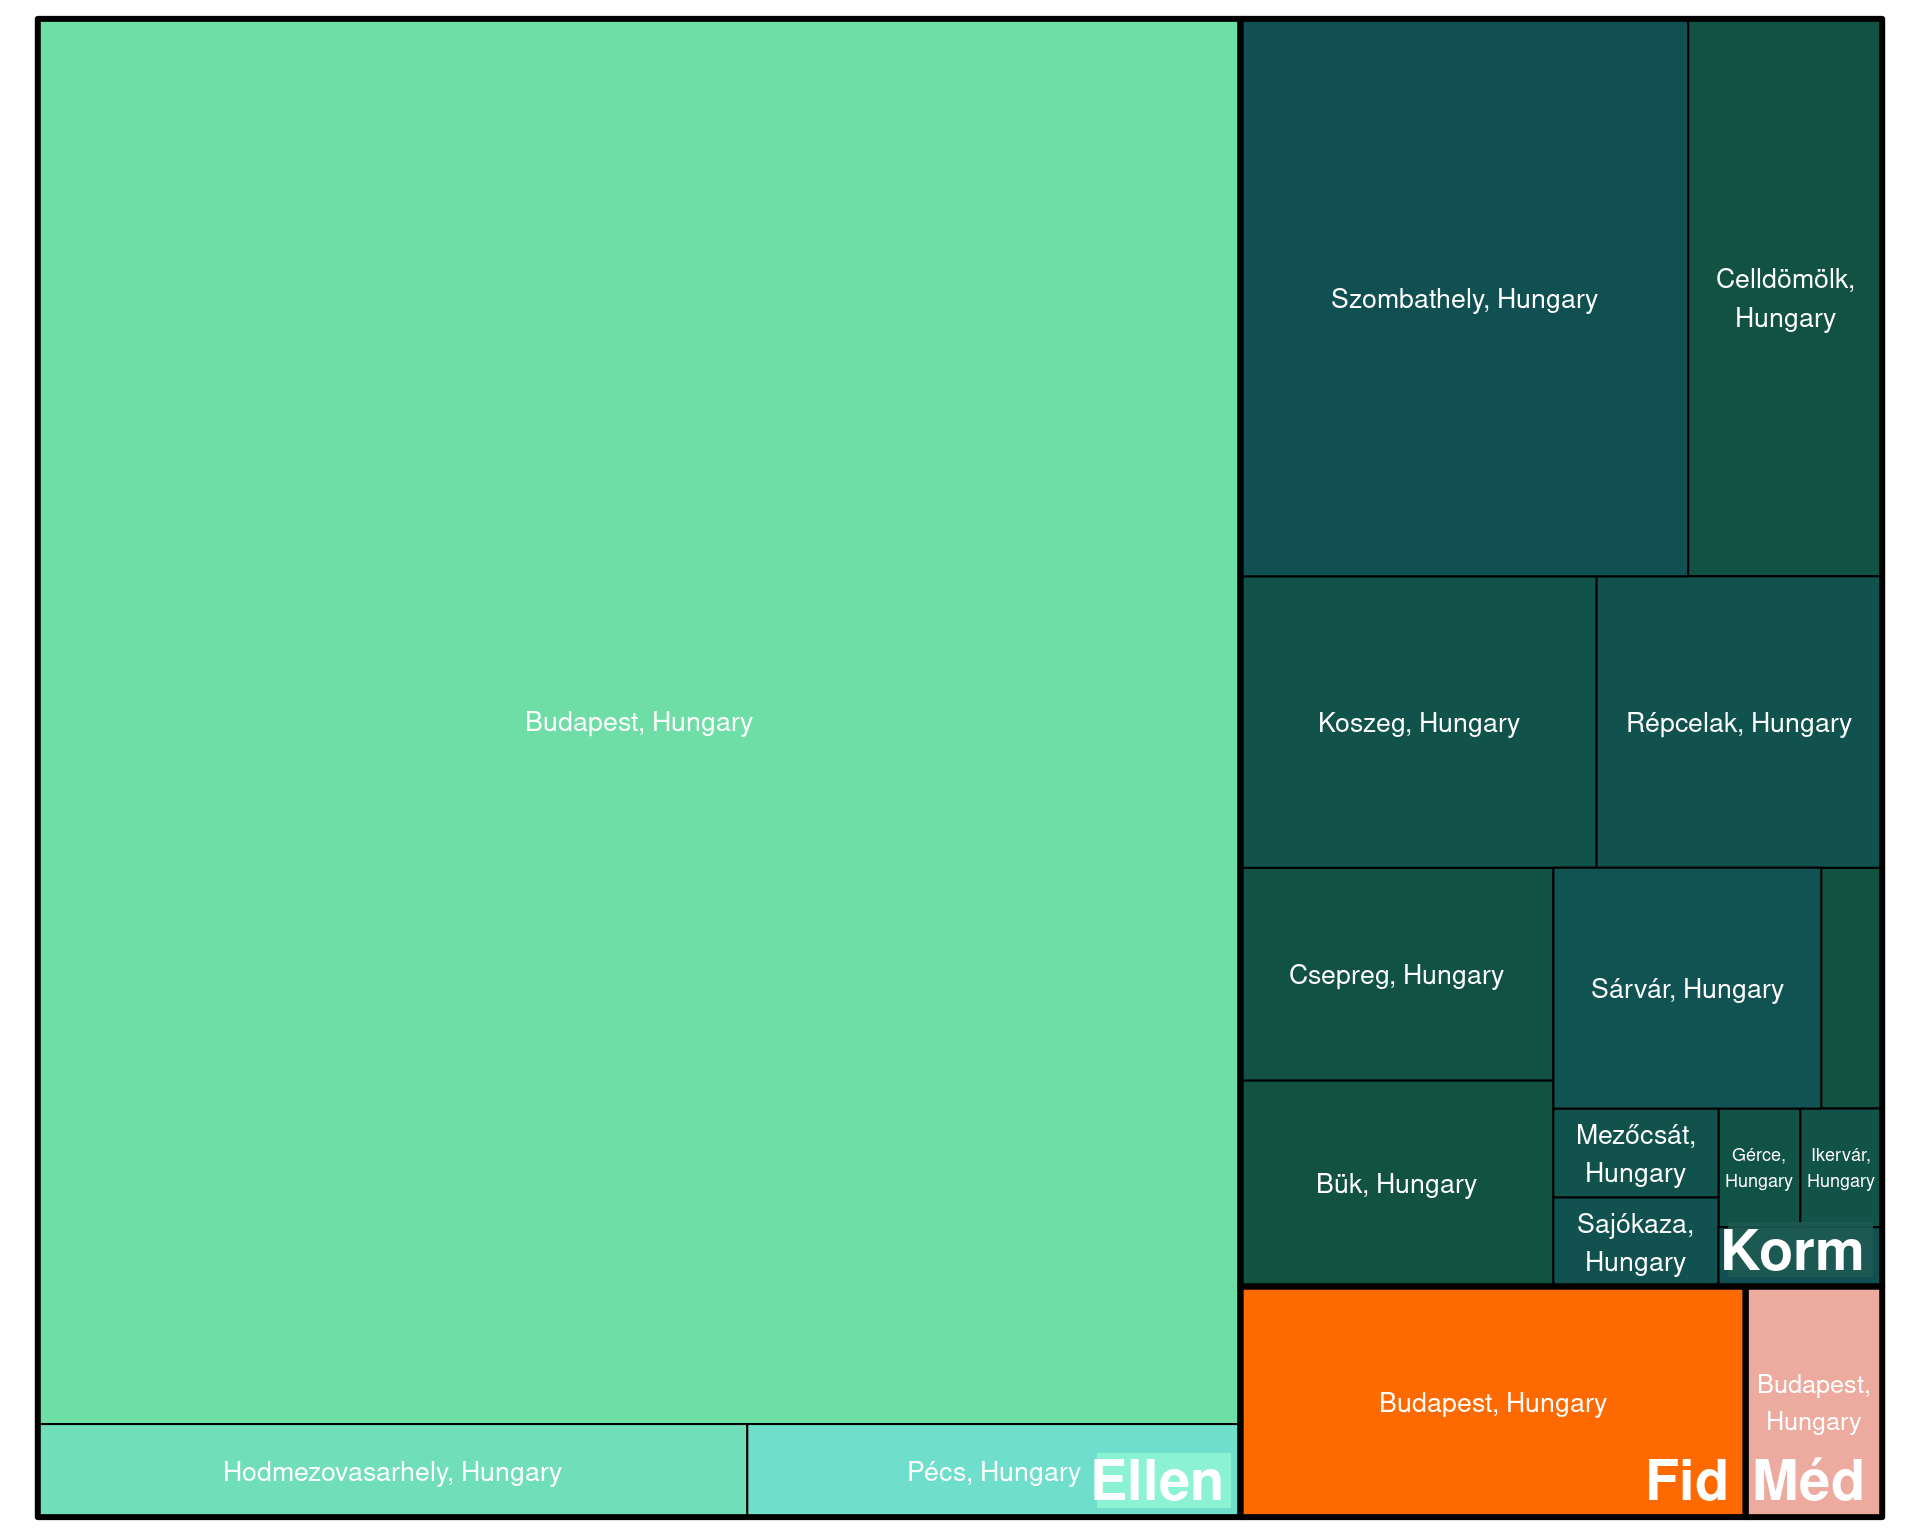 Budapest, Hungary
Hodmezovasarhely, Hungary
Pécs, Hungary
Ellen
Szombathely, Hungary
Celldömölk,
Hungary
Koszeg, Hungary
Répcelak, Hungary
Csepreg, Hungary
Sárvár, Hungary
Bük, Hungary
Mezőcsát,
Hungary
Gérce,
Hungary
Ikervár,
Hungary
Sajókaza,
Hungary
Korm
Budapest, Hungary
Fid
Budapest,
Hungary
Méd